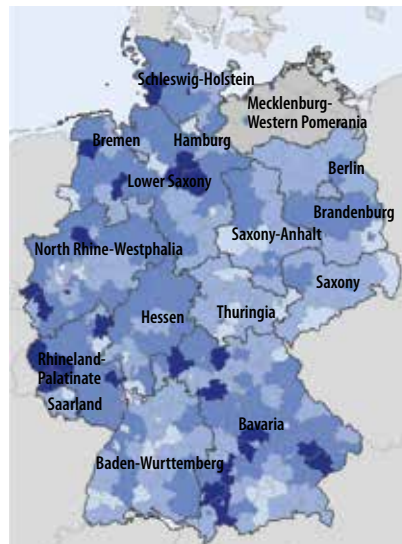 Schleswig-Holstein
Mecklenburg-
Western Pomerania
Bremen
Hamburg
Berlin
Lower Saxony
Brandenburg
Saxony-Anhalt
North Rhine-Westphalia
Saxony
Hessen
Thuringia
Rhineland-
Palatinate
Saarland
Bavaria
Baden-Wurttemberg